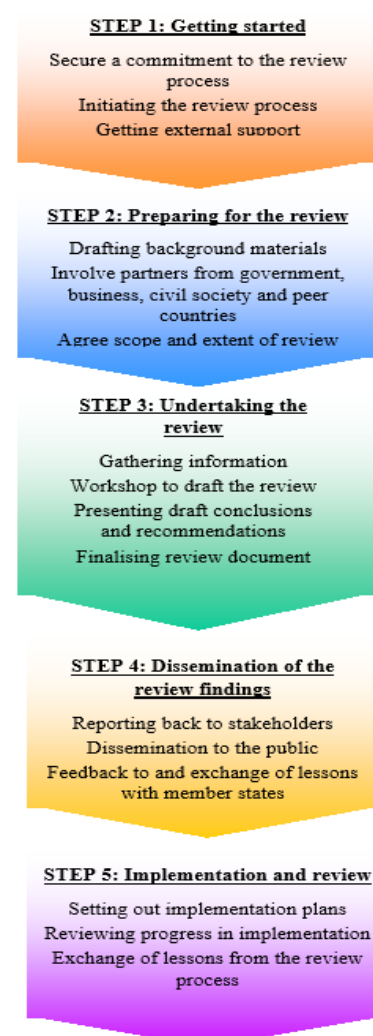 STEP 1: Getting started
Secure a commitment to the review
process
Initiating the review process
Getting external support
STEP 2: Preparing for the review
Drafting background materials
Involve partners from government,
business, civil society and peer
countries
Agree scope and extent of review
STEP 3: Undertaking the
review
Gathering information
Workshop to draft the review
Presenting draft conclusions
and recommendations
Finalising review document
STEP 4: Dissemination of the
review findings
Reporting back to stakeholders
Dissemination to the public
Feedback to and exchange of lessons
with member states
STEP 5: Implementation and review
Setting out implementation plans
Reviewing progress in implementation
Exchange of lessons from the review
process